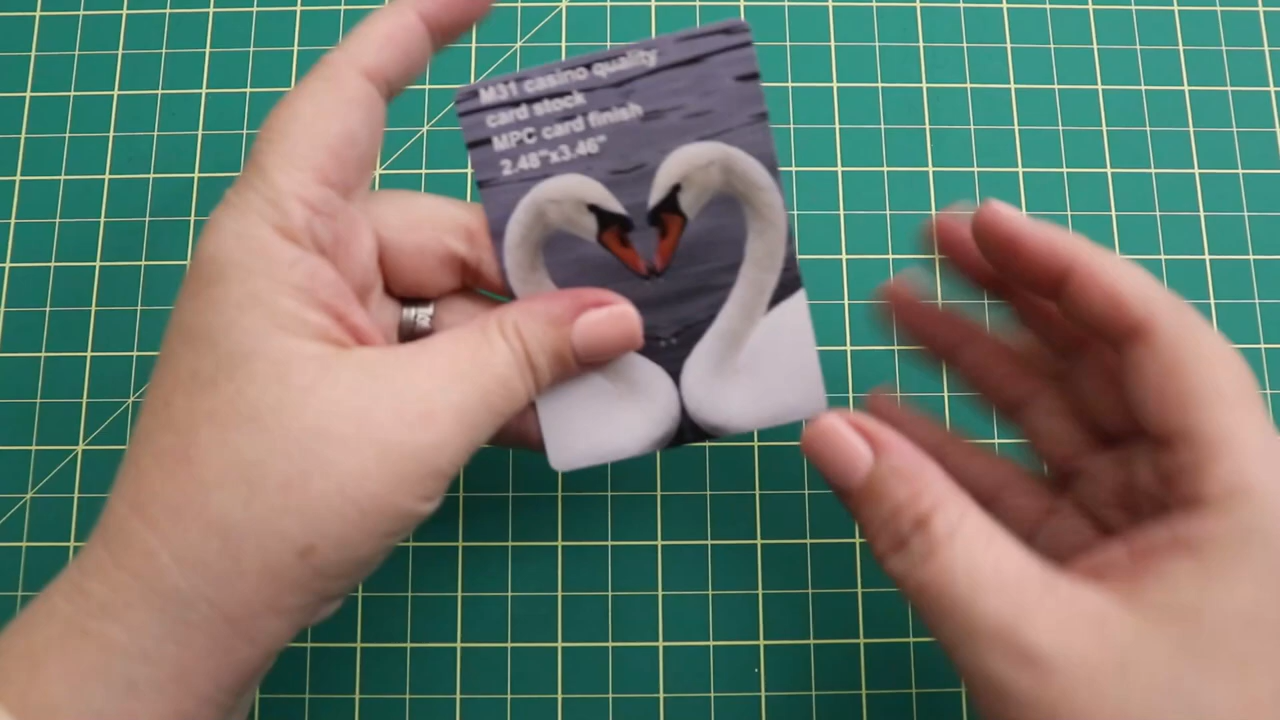 M31 casino quality
card stock
MPC card finish
2.48"x3.46"